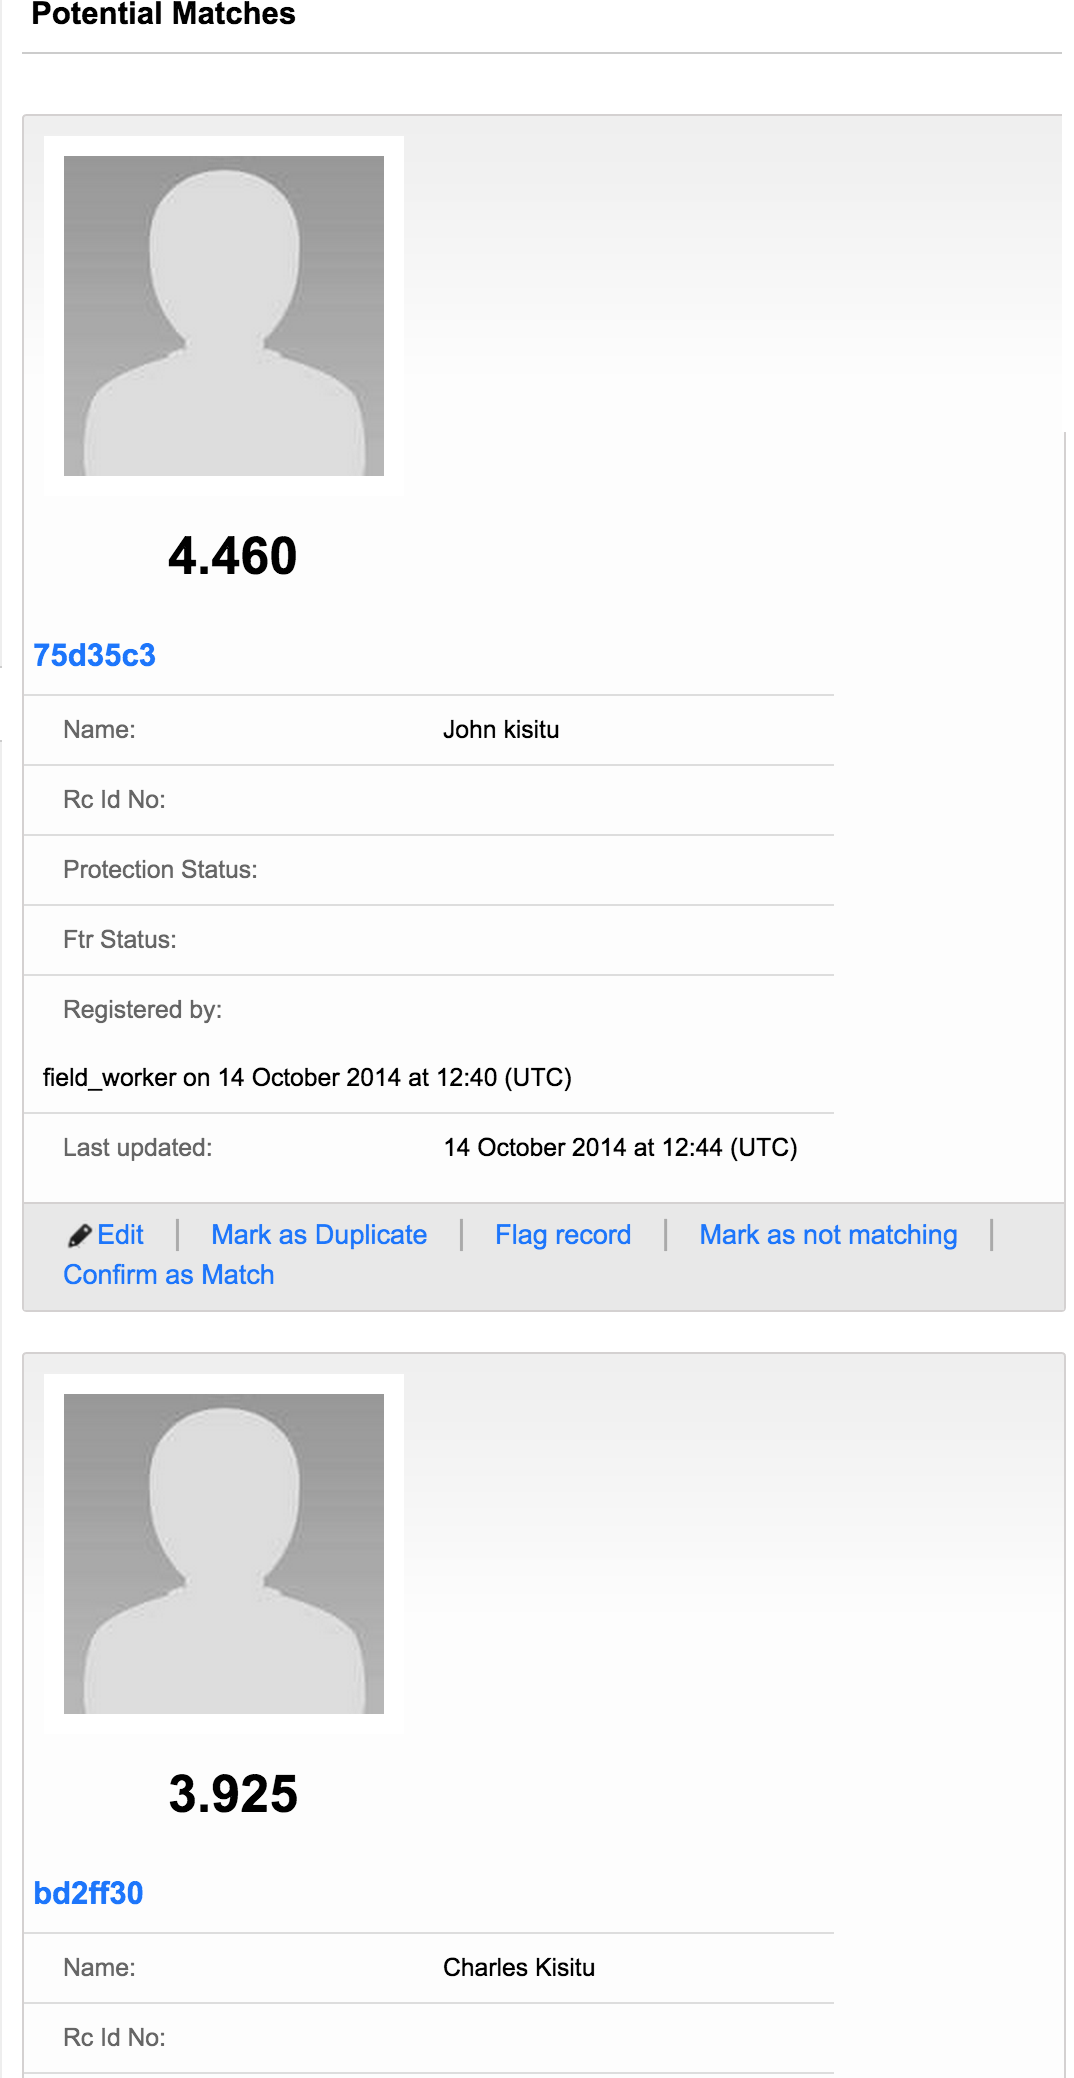 Potential Matches
4.460
75d35c3
Name: John kisitu
Rc Id No:
Protection Status:
Ftr Status:
Registered by:
field_worker on 14 October 2014 at 12:40 (UTC)
Last updated: 14 October 2014 at 12:44 (UTC)
Edit | Mark as Duplicate | Flag record | Mark as not matching |
Confirm as Match
3.925
bd2ff30
Name: Charles Kisitu
Rc Id No: